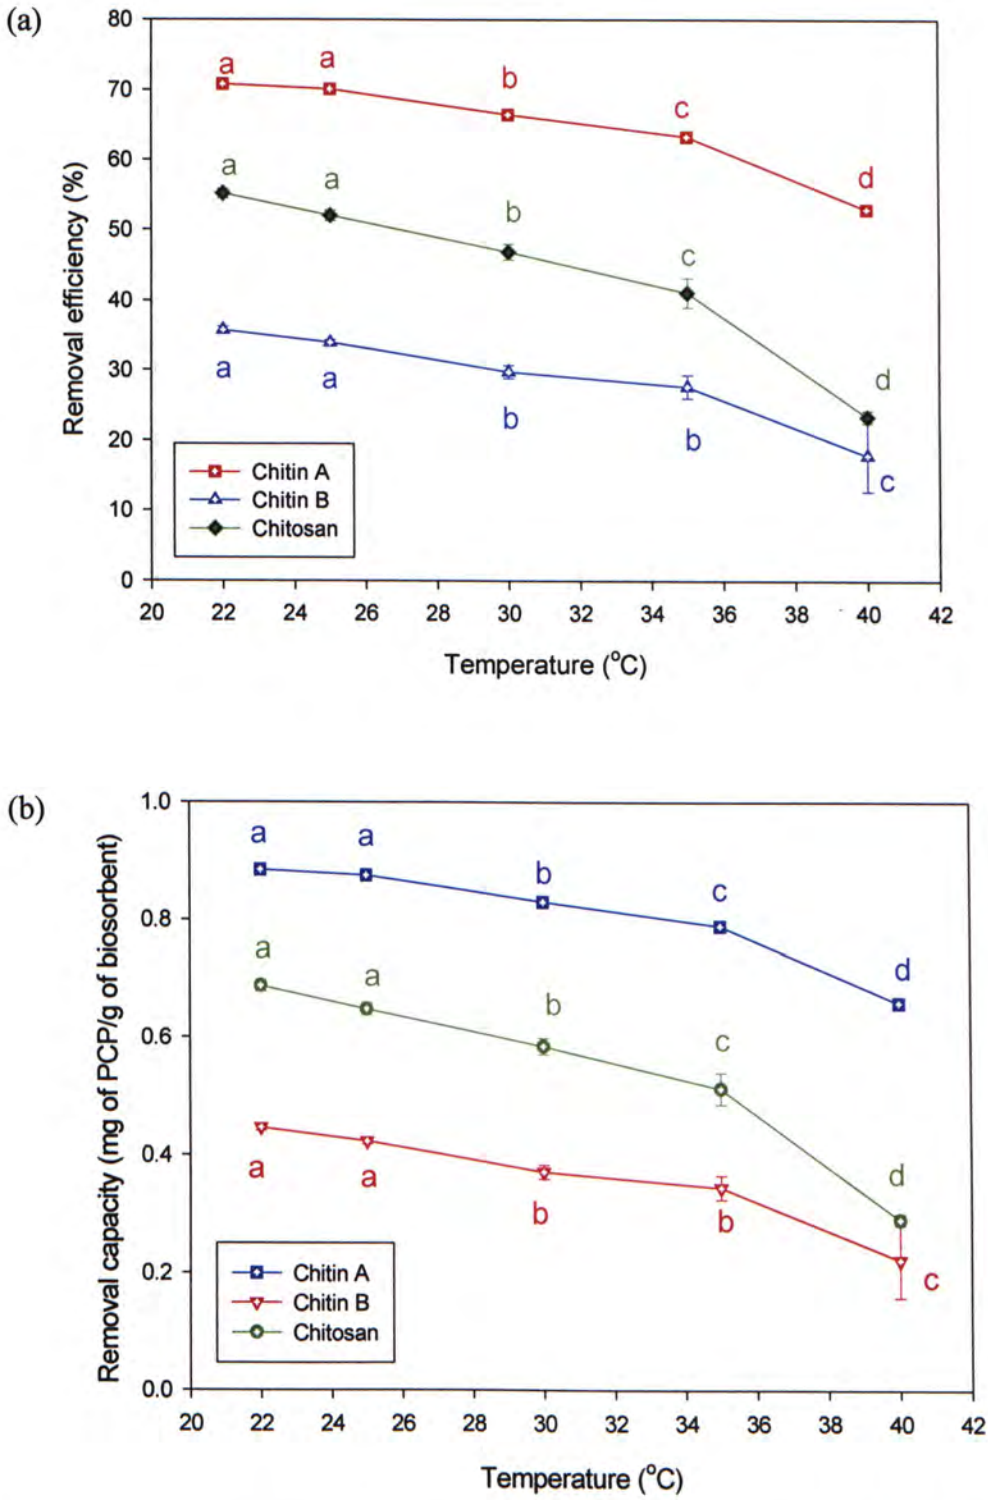 (a)
80
70
60
50
40
30
20
10
0
Removal efficiency (%)
a a b c d
a a b c d
a a b b c
Chitin A
Chitin B
Chitosan
20 22 24 26 28 30 32 34 36 38 40 42
Temperature (°C)
(b)
1.0
0.8
0.6
0.4
0.2
0.0
Removal capacity (mg of PCP/g of biosorbent)
a a b c d
a a b c d
a a b b c
Chitin A
Chitin B
Chitosan
20 22 24 26 28 30 32 34 36 38 40 42
Temperature (°C)